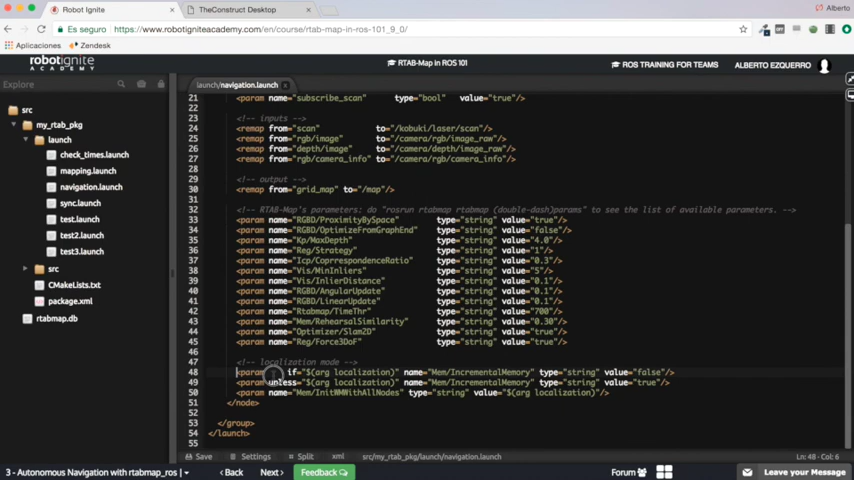 Robot Ignite
TheConstruct Desktop
Alberto
Es seguro
https://www.robotigniteacademy.com/en/course/rtab-map-in-ros-101_9_0/
Aplicaciones
Zendesk
robotignite
ACADEMY
RTAB-Map in ROS 101
ROS TRAINING FOR TEAMS
ALBERTO EZQUERRO
Explore
launch/navigation.launch
src
my_rtab_pkg
launch
check_times.launch
mapping.launch
navigation.launch
sync.launch
test.launch
test2.launch
test3.launch
src
CMakeLists.txt
package.xml
rtabmap.db
21 <param name="subscribe_scan" type="bool" value="true"/>
22
23 <!-- inputs -->
24 <remap from="scan" to="/kobuki/laser/scan"/>
25 <remap from="rgb/image" to="/camera/rgb/image_raw"/>
26 <remap from="depth/image" to="/camera/depth/image_raw"/>
27 <remap from="rgb/camera_info" to="/camera/rgb/camera_info"/>
28
29 <!-- output -->
30 <remap from="grid_map" to="/map"/>
31
32 <!-- RTAB-Map's parameters: do "rosrun rtabmap rtabmap (double-dash)params" to see the list of available parameters. -->
33 <param name="RGBD/ProximityBySpace" type="string" value="true"/>
34 <param name="RGBD/OptimizeFromGraphEnd" type="string" value="false"/>
35 <param name="Kp/MaxDepth" type="string" value="4.0"/>
36 <param name="Reg/Strategy" type="string" value="1"/>
37 <param name="Icp/CoprrespondenceRatio" type="string" value="0.3"/>
38 <param name="Vis/MinInliers" type="string" value="5"/>
39 <param name="Vis/InlierDistance" type="string" value="0.1"/>
40 <param name="RGBD/AngularUpdate" type="string" value="0.1"/>
41 <param name="RGBD/LinearUpdate" type="string" value="0.1"/>
42 <param name="Rtabmap/TimeThr" type="string" value="700"/>
43 <param name="Mem/RehearsalSimilarity" type="string" value="0.30"/>
44 <param name="Optimizer/Slam2D" type="string" value="true"/>
45 <param name="Reg/Force3DoF" type="string" value="true"/>
46
47 <!-- localization mode -->
48 <param if="$(arg localization)" name="Mem/IncrementalMemory" type="string" value="false"/>
49 <param unless="$(arg localization)" name="Mem/IncrementalMemory" type="string" value="true"/>
50 <param name="Mem/InitWMWithAllNodes" type="string" value="$(arg localization)"/>
51 </node>
52
53 </group>
54 </launch>
55
Save
Settings
Split
xml
src/my_rtab_pkg/launch/navigation.launch
Ln: 48 - Col: 6
3 - Autonomous Navigation with rtabmap_ros |
Back
Next
Feedback
Forum
Leave your Message